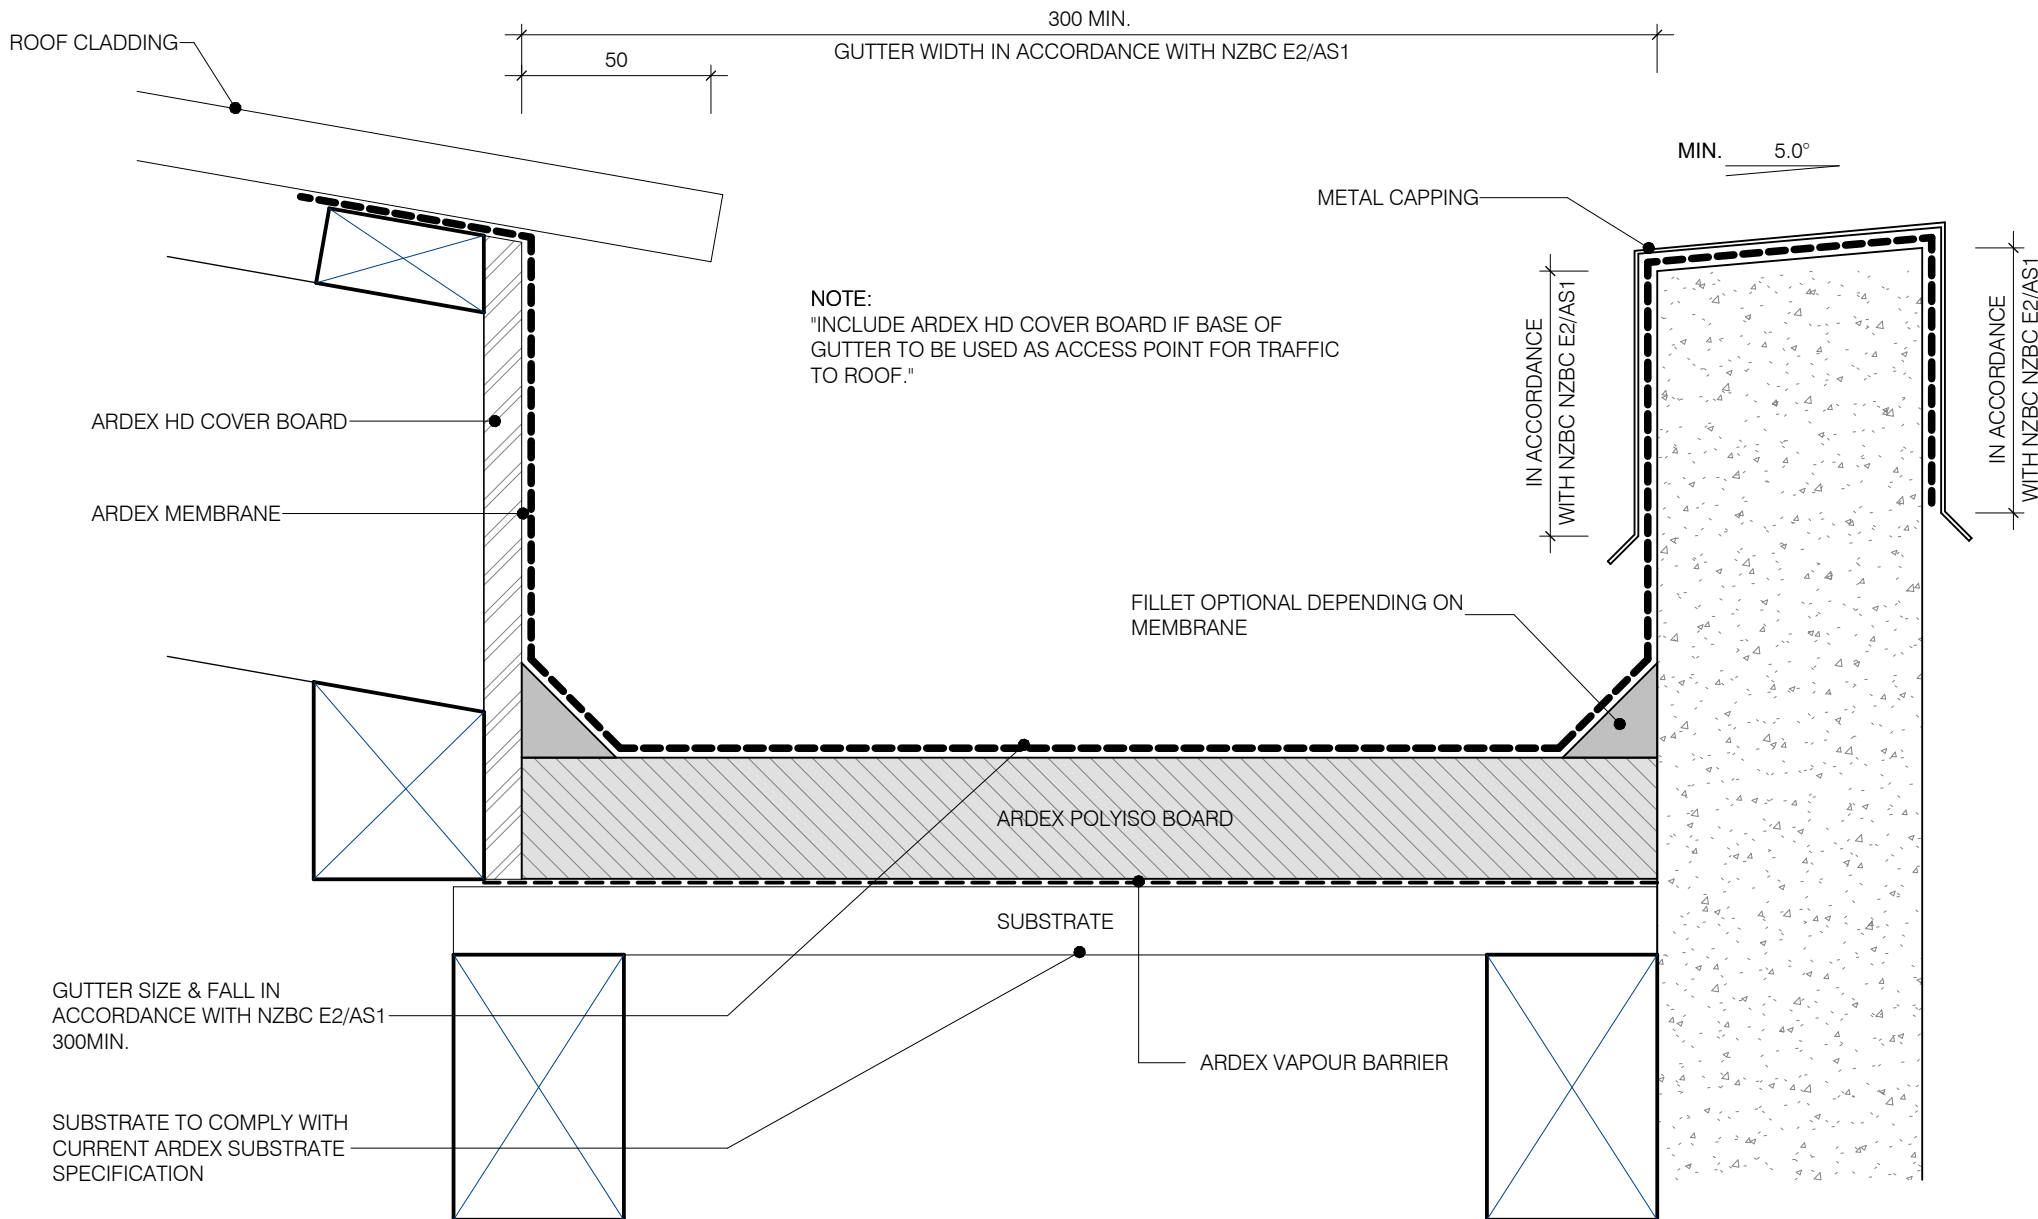 300 MIN.
GUTTER WIDTH IN ACCORDANCE WITH NZBC E2/AS1
ROOF CLADDING
50
MIN. 5.0°
METAL CAPPING
NOTE:
"INCLUDE ARDEX HD COVER BOARD IF BASE OF
GUTTER TO BE USED AS ACCESS POINT FOR TRAFFIC
TO ROOF."
IN ACCORDANCE
WITH NZBC NZBC E2/AS1
IN ACCORDANCE
WITH NZBC NZBC E2/AS1
ARDEX HD COVER BOARD
ARDEX MEMBRANE
FILLET OPTIONAL DEPENDING ON
MEMBRANE
ARDEX POLYISO BOARD
SUBSTRATE
GUTTER SIZE & FALL IN
ACCORDANCE WITH NZBC E2/AS1
300MIN.
ARDEX VAPOUR BARRIER
SUBSTRATE TO COMPLY WITH
CURRENT ARDEX SUBSTRATE
SPECIFICATION